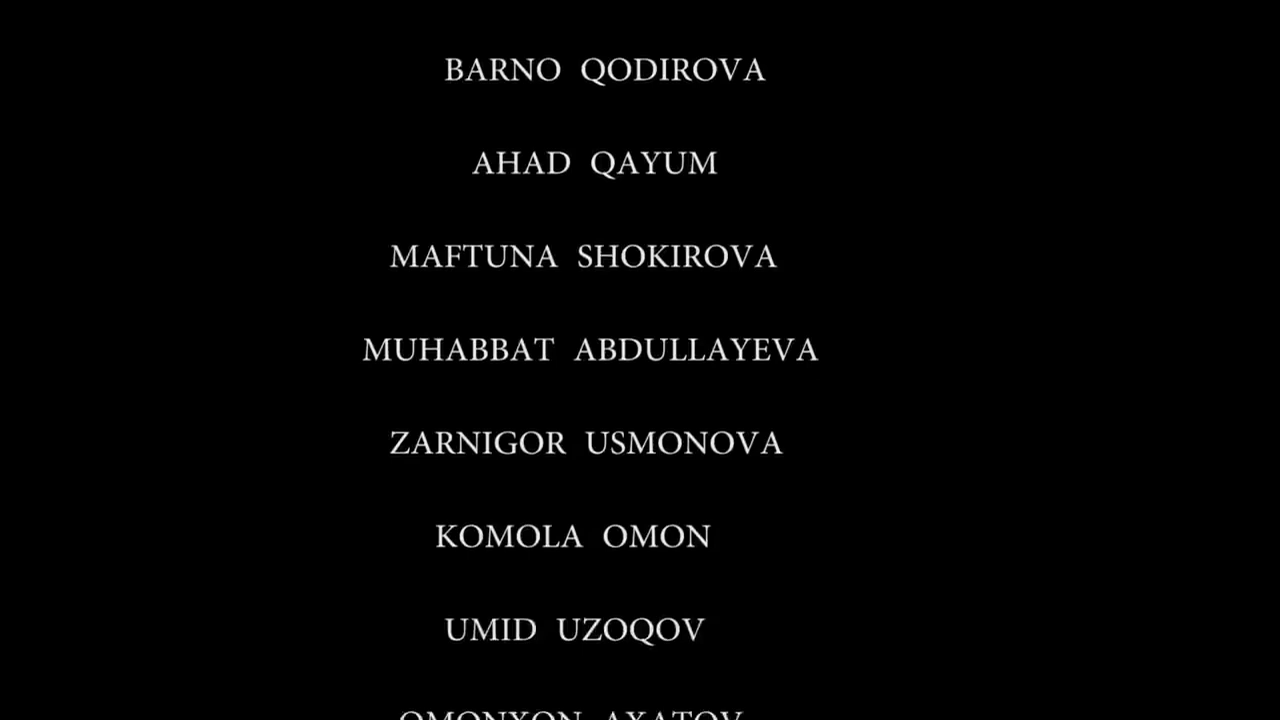 BARNO QODIROVA
AHAD QAYUM
MAFTUNA SHOKIROVA
MUHABBAT ABDULLAYEVA
ZARNIGOR USMONOVA
KOMOLA OMON
UMID UZOQOV